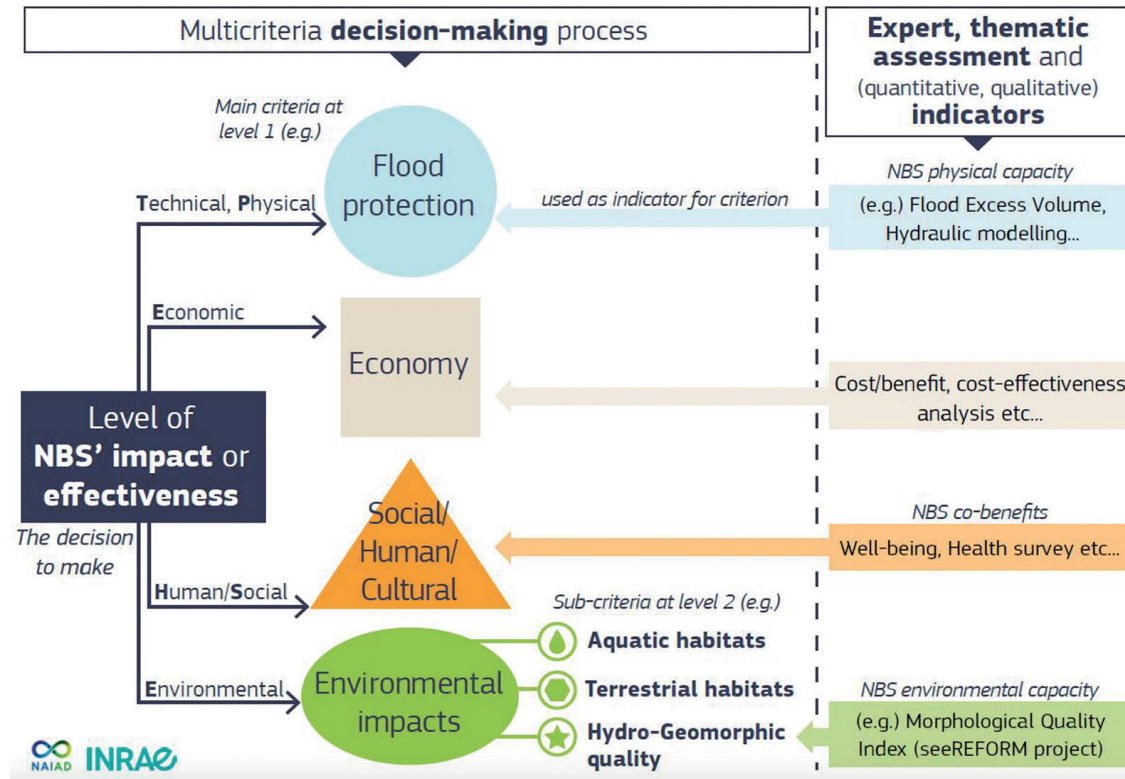 Multicriteria decision-making process
Expert, thematic
assessment and
(quantitative, qualitative)
indicators
Main criteria at
level 1 (e.g.)
Flood
protection
Technical, Physical
used as indicator for criterion
NBS physical capacity
(e.g.) Flood Excess Volume,
Hydraulic modelling...
Economic
Economy
Cost/benefit, cost-effectiveness
analysis etc...
Level of
NBS' impact or
effectiveness
The decision
to make
Social/
Human/
Cultural
Human/Social
NBS co-benefits
Well-being, Health survey etc...
Sub-criteria at level 2 (e.g.)
Environmental
Environmental
impacts
Aquatic habitats
Terrestrial habitats
Hydro-Geomorphic
quality
NBS environmental capacity
(e.g.) Morphological Quality
Index (seeREFORM project)
NAIAD
INRAE